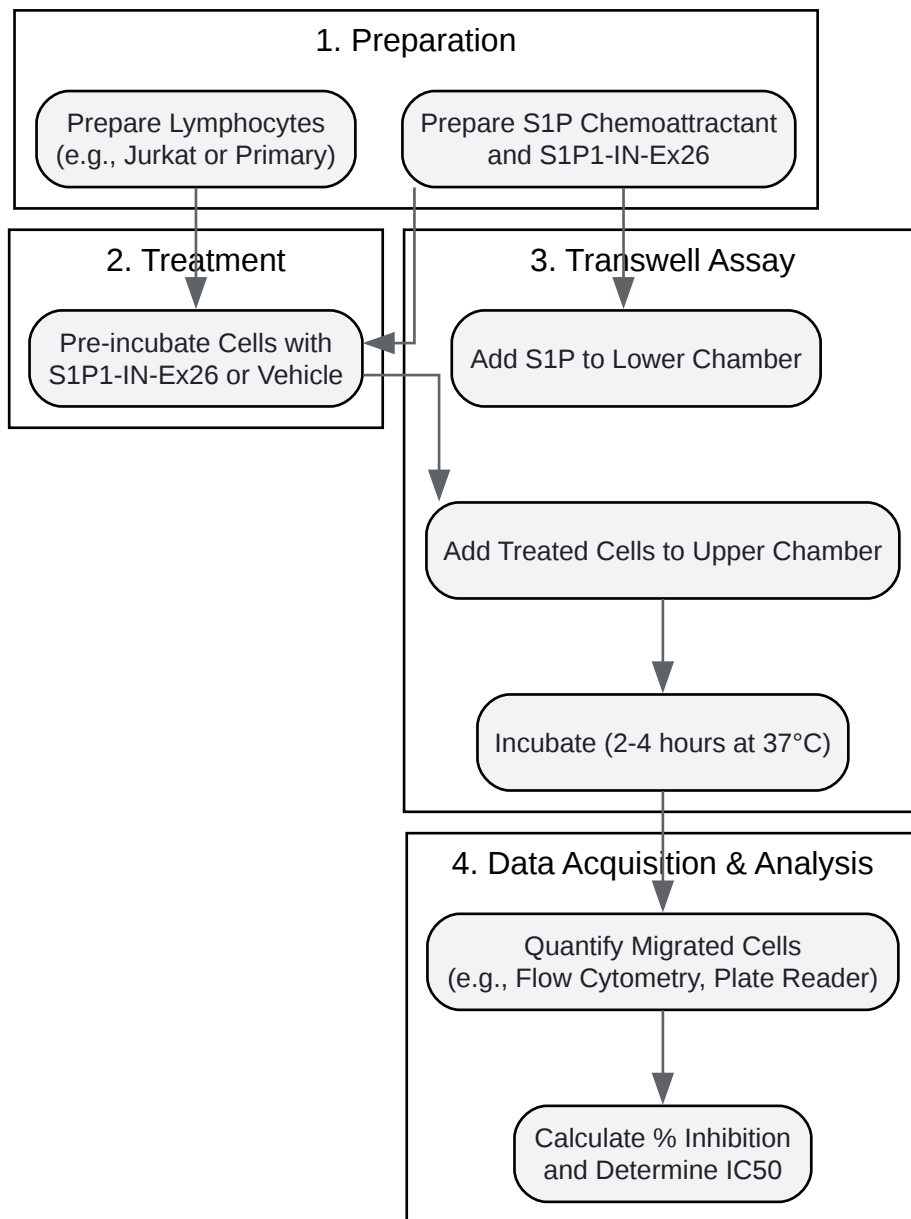 1. Preparation
Prepare Lymphocytes
(e.g., Jurkat or Primary)
Prepare S1P Chemoattractant
and S1P1-IN-Ex26
2. Treatment
Pre-incubate Cells with
S1P1-IN-Ex26 or Vehicle
3. Transwell Assay
Add S1P to Lower Chamber
Add Treated Cells to Upper Chamber
Incubate (2-4 hours at 37°C)
4. Data Acquisition & Analysis
Quantify Migrated Cells
(e.g., Flow Cytometry, Plate Reader)
Calculate % Inhibition
and Determine IC50